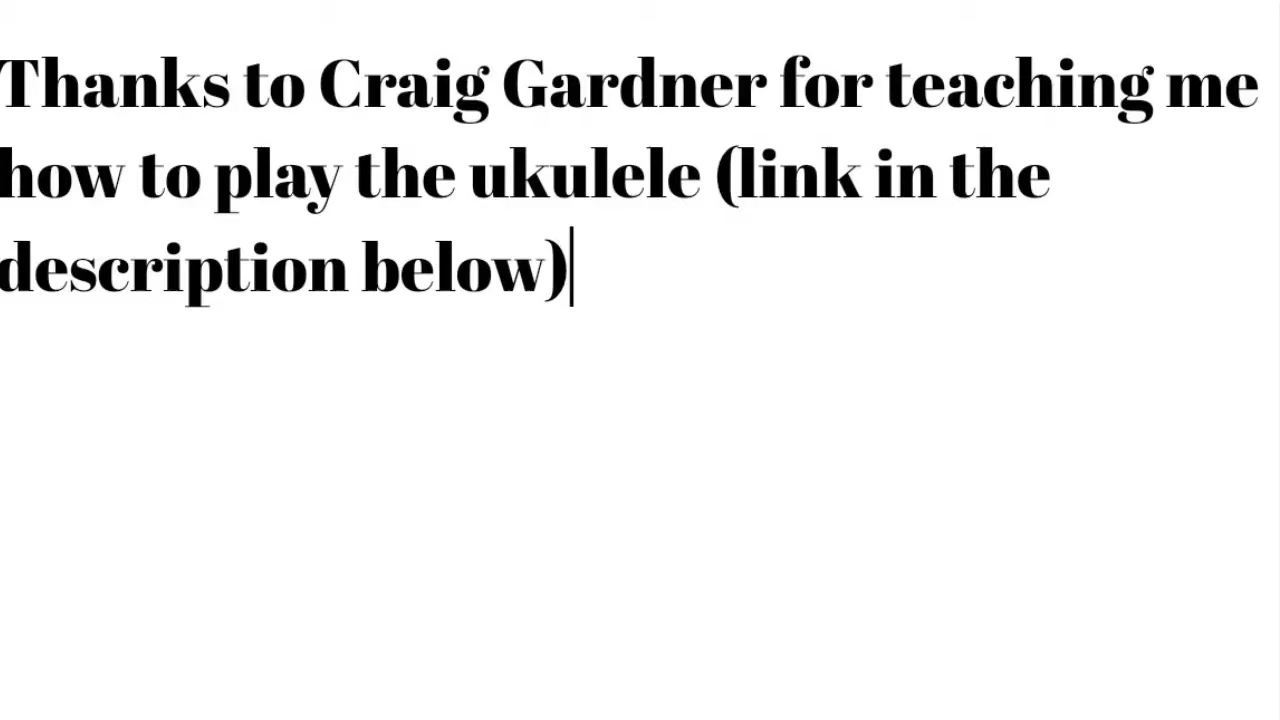 Thanks to Craig Gardner for teaching me
how to play the ukulele (link in the
description below)